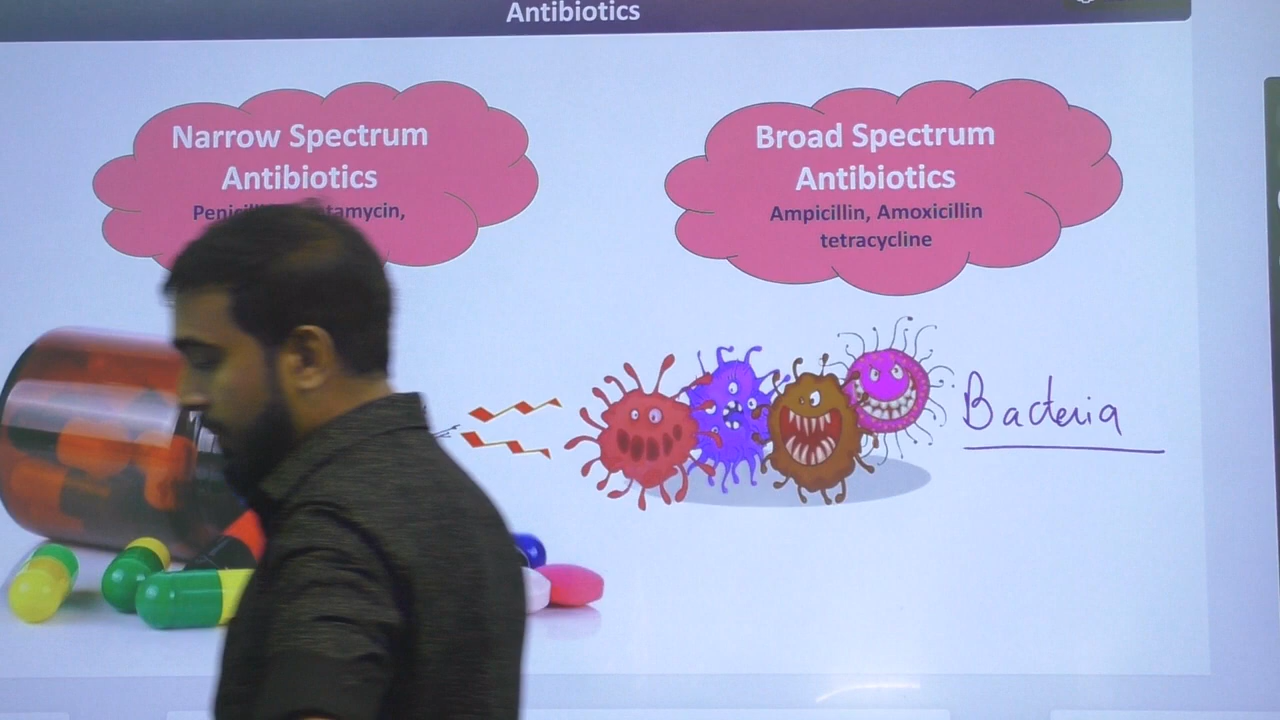 Antibiotics
Narrow Spectrum
Antibiotics
Broad Spectrum
Antibiotics
Ampicillin, Amoxicillin
tetracycline
Bacteria